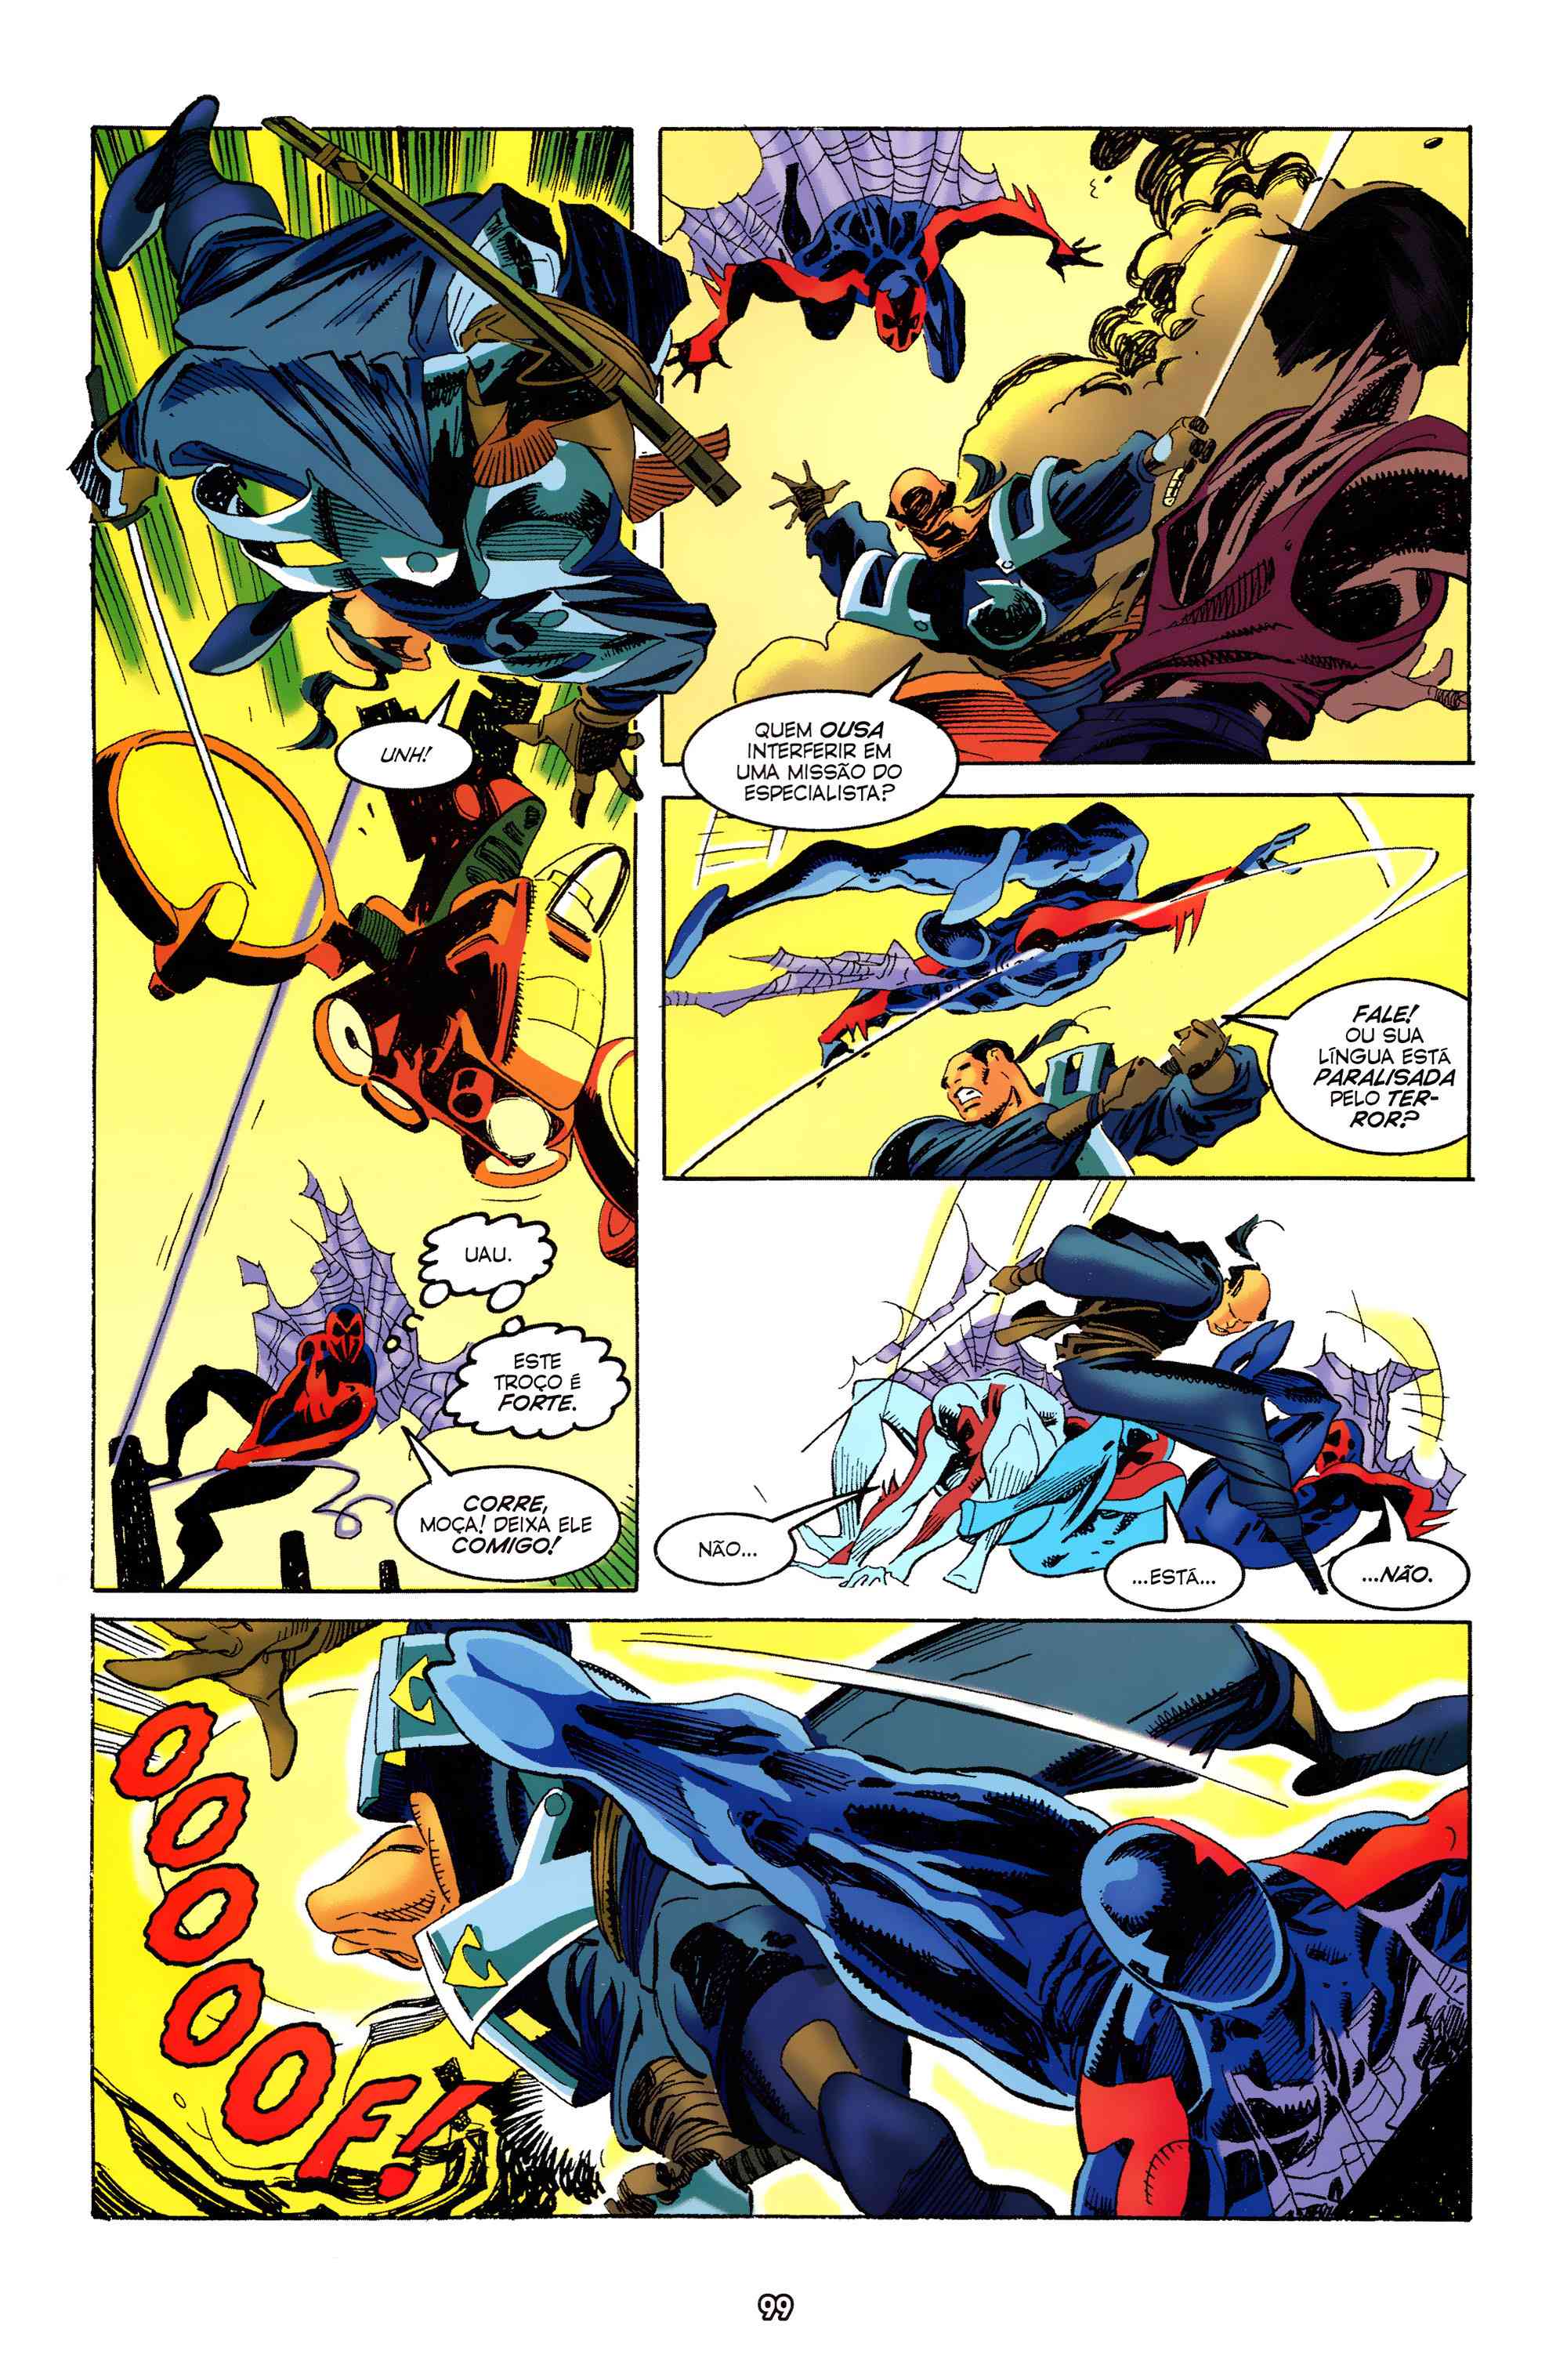 UNH!
UAU.
ESTE
TROÇO É
FORTE.
CORRE,
MOÇA! DEIXA ELE
COMIGO!
QUEM OUSA
INTERFERIR EM
UMA MISSÃO DO
ESPECIALISTA?
FALE!
OU SUA
LÍNGUA ESTÁ
PARALISADA
PELO TER-
ROR?
NÃO...
...ESTÁ...
...NÃO.
OOOOOF!
99